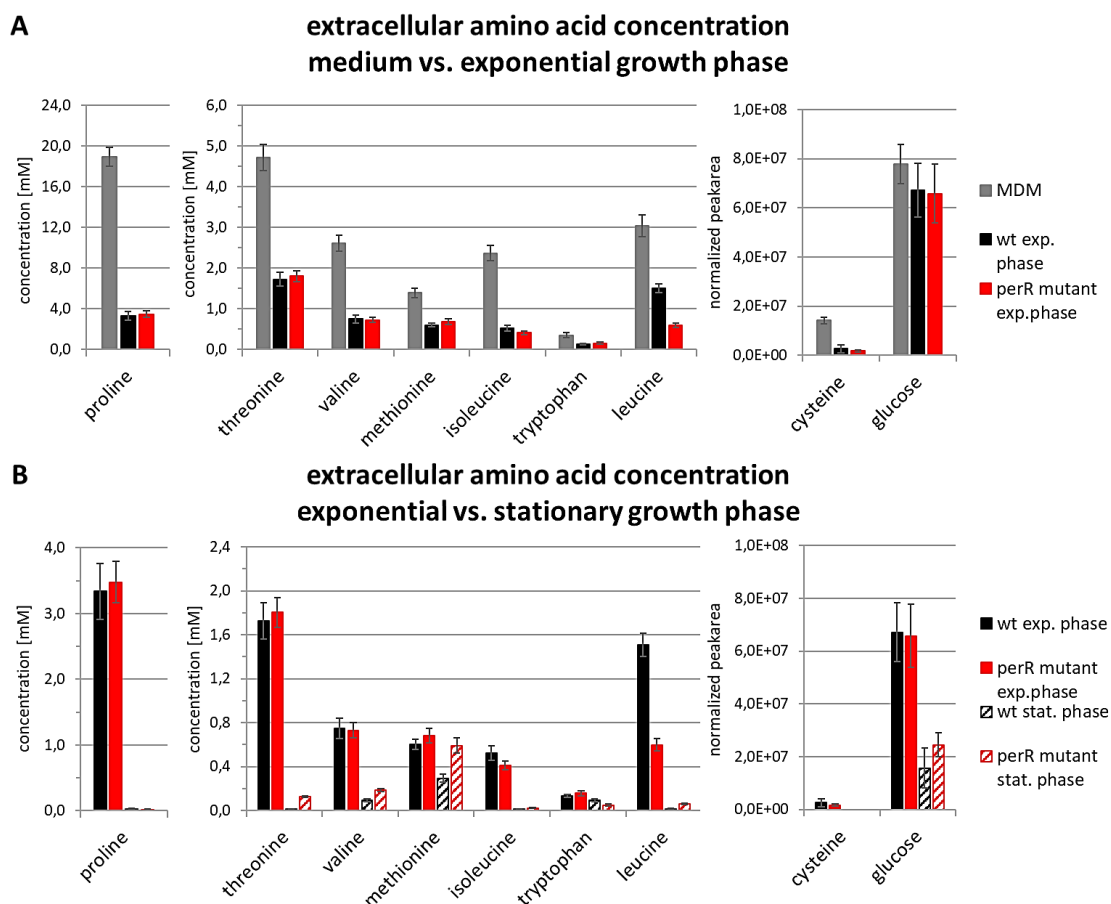 A
extracellular amino acid concentration
medium vs. exponential growth phase
concentration [mM]
24,0
20,0
16,0
12,0
8,0
4,0
0,0
proline
concentration [mM]
6,0
5,0
4,0
3,0
2,0
1,0
0,0
threonine
valine
methionine
isoleucine
tryptophan
leucine
normalized peakarea
1,0E+08
8,0E+07
6,0E+07
4,0E+07
2,0E+07
0,0E+00
cysteine
glucose
MDM
wt exp.
phase
perR mutant
exp.phase
B
extracellular amino acid concentration
exponential vs. stationary growth phase
concentration [mM]
4,0
3,0
2,0
1,0
0,0
proline
concentration [mM]
2,4
2,0
1,6
1,2
0,8
0,4
0,0
threonine
valine
methionine
isoleucine
tryptophan
leucine
normalized peakarea
1,0E+08
8,0E+07
6,0E+07
4,0E+07
2,0E+07
0,0E+00
cysteine
glucose
wt exp. phase
perR mutant
exp.phase
wt stat. phase
perR mutant
stat. phase